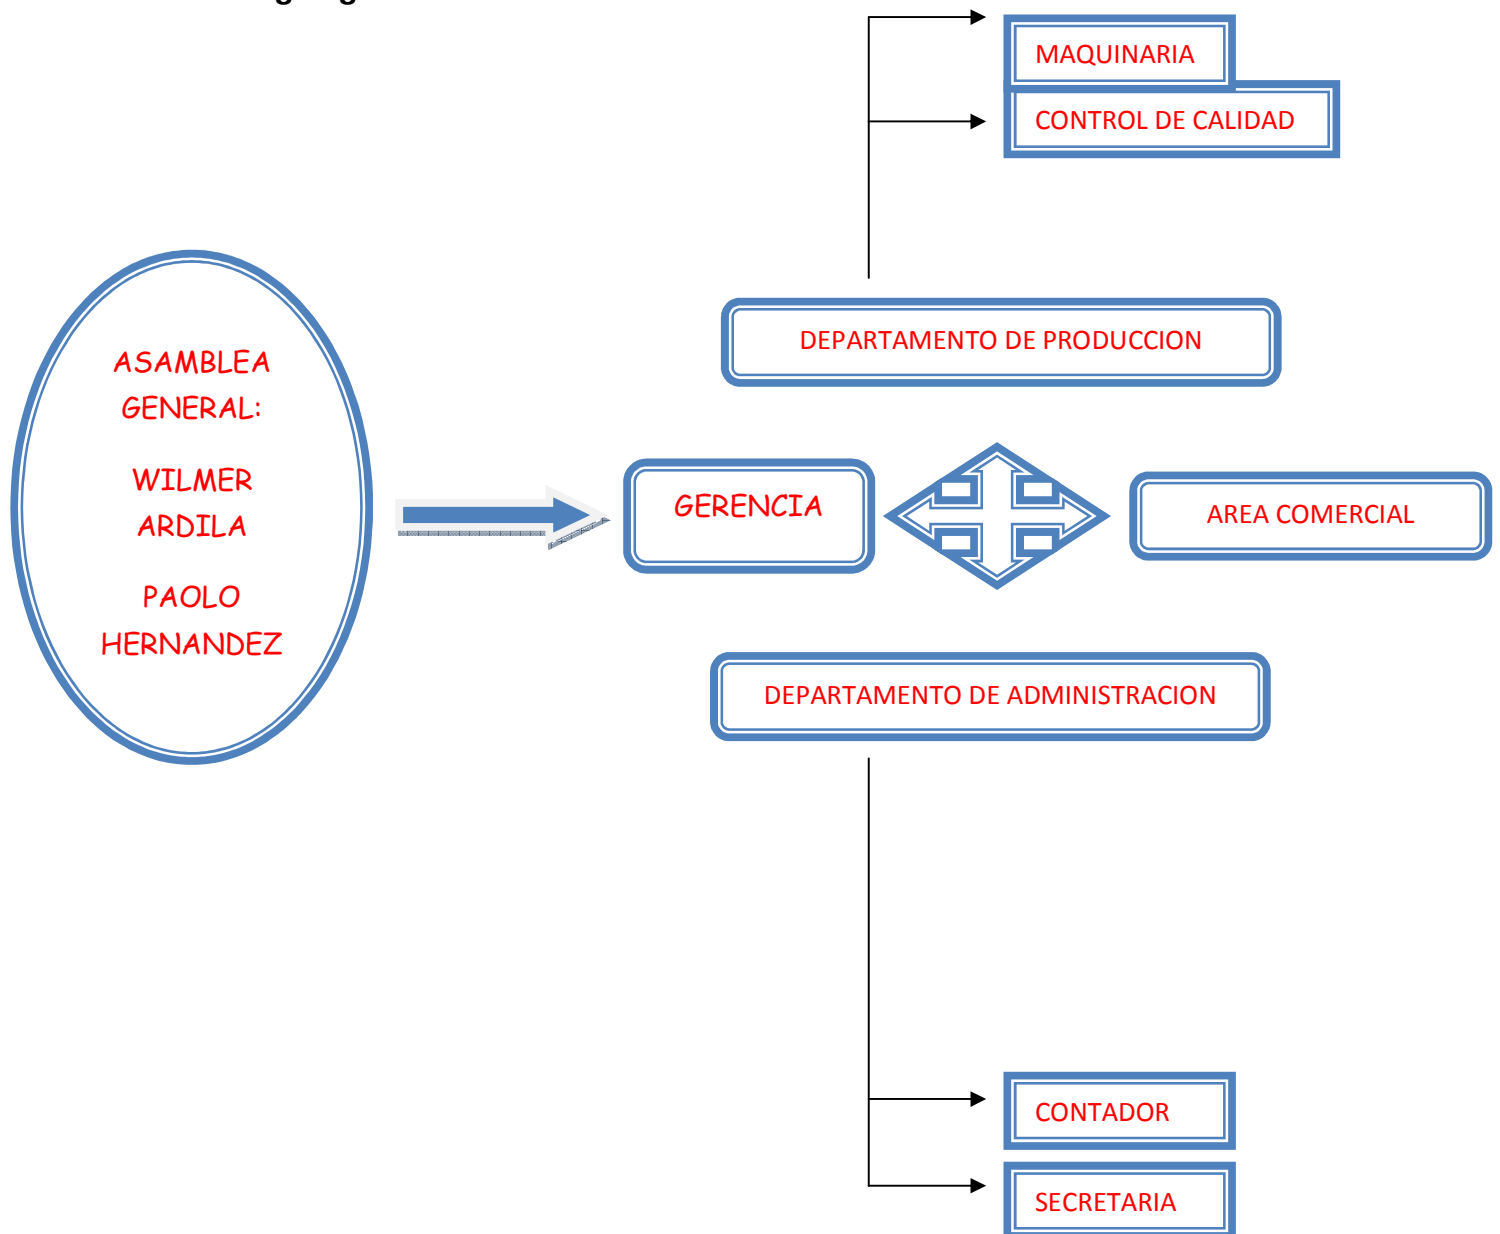 MAQUINARIA
CONTROL DE CALIDAD
DEPARTAMENTO DE PRODUCCION
ASAMBLEA
GENERAL:
WILMER
ARDILA
PAOLO
HERNANDEZ
GERENCIA
AREA COMERCIAL
DEPARTAMENTO DE ADMINISTRACION
CONTADOR
SECRETARIA